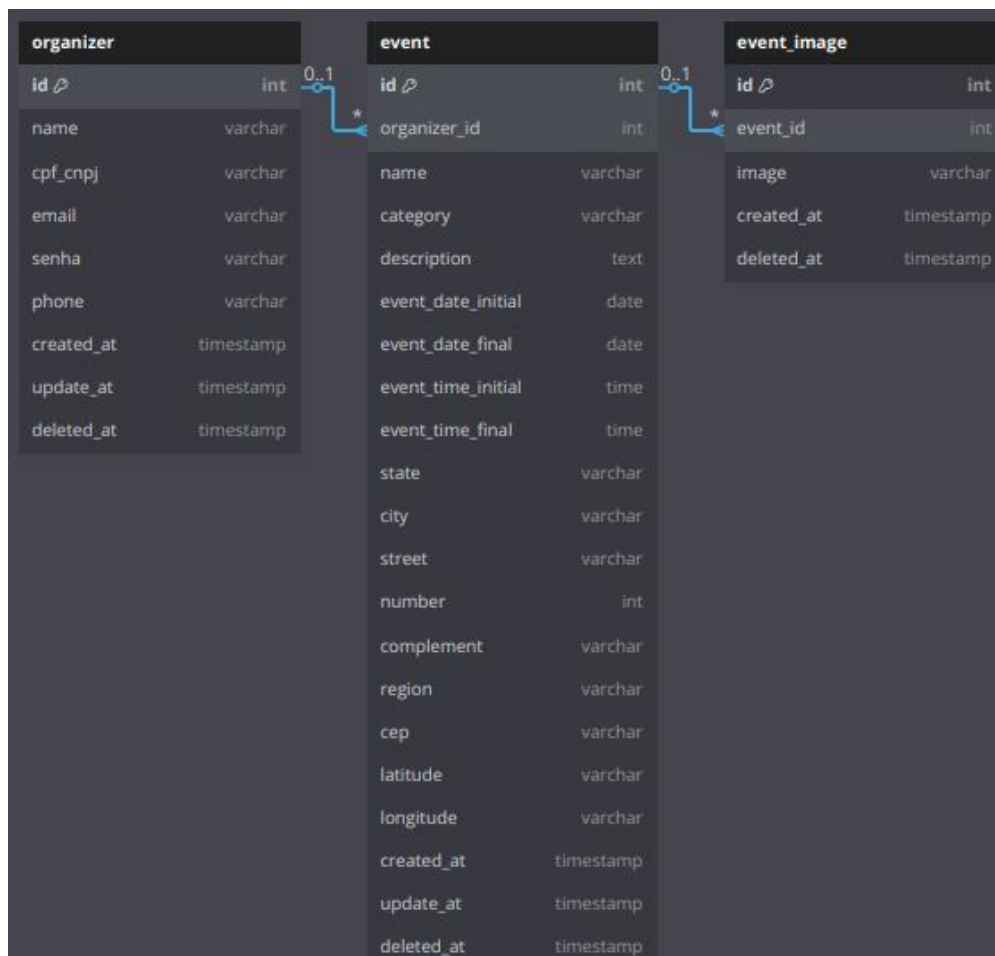 organizer
id int
name varchar
cpf_cnpj varchar
email varchar
senha varchar
phone varchar
created_at timestamp
update_at timestamp
deleted_at timestamp
0..1
*
event
id int
organizer_id int
name varchar
category varchar
description text
event_date_initial date
event_date_final date
event_time_initial time
event_time_final time
state varchar
city varchar
street varchar
number int
complement varchar
region varchar
cep varchar
latitude varchar
longitude varchar
created_at timestamp
update_at timestamp
deleted_at timestamp
0..1
*
event_image
id int
event_id int
image varchar
created_at timestamp
deleted_at timestamp